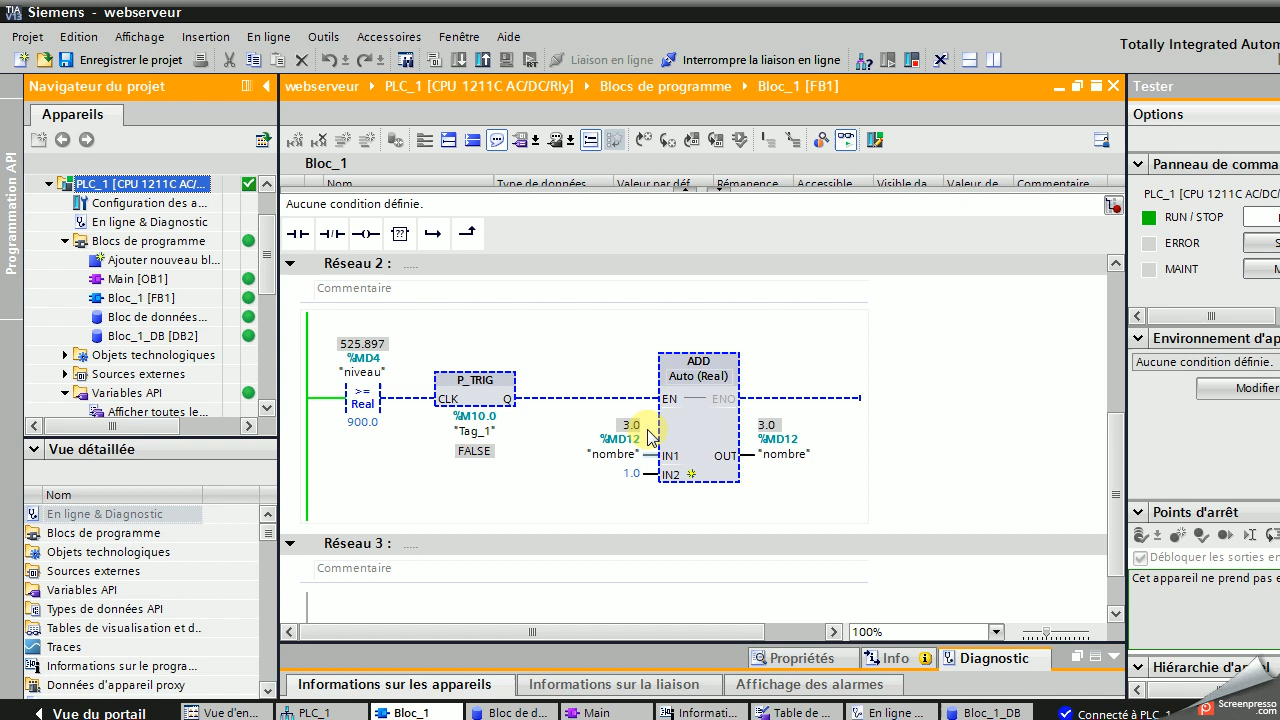 TIA V13 Siemens - webserveur
Projet Edition Affichage Insertion En ligne Outils Accessoires Fenêtre Aide
Totally Integrated Autom
Enregistrer le projet Liaison en ligne Interrompre la liaison en ligne
Navigateur du projet
webserveur PLC_1 [CPU 1211C AC/DC/Rly] Blocs de programme Bloc_1 [FB1]
Tester
Appareils
Options
Programmation API
Bloc_1
Nom Type de données Valeur par déf. Rémanence Accessible Visible da Valeur de Commentaire
Panneau de comma
PLC_1 [CPU 1211C AC/...
Configuration des a...
En ligne & Diagnostic
Blocs de programme
Ajouter nouveau bl...
Main [OB1]
Bloc_1 [FB1]
Bloc de données...
Bloc_1_DB [DB2]
Objets technologiques
Sources externes
Variables API
Afficher toutes le...
Aucune condition définie.
Réseau 2 : .....
Commentaire
525.897
%MD4
"niveau"
>=
Real
900.0
P_TRIG
CLK Q
%M10.0
"Tag_1"
FALSE
ADD
Auto (Real)
EN ENO
3.0
%MD12
"nombre"
IN1
1.0
IN2
OUT
3.0
%MD12
"nombre"
Réseau 3 : .....
Commentaire
100%
PLC_1 [CPU 1211C AC/DC/
RUN / STOP
ERROR
MAINT
Environnement d'ap
Aucune condition définie.
Modifier
Points d'arrêt
Débloquer les sorties en
Cet appareil ne prend pas e
Hiérarchie d'appel
Vue détaillée
Nom
En ligne & Diagnostic
Blocs de programme
Objets technologiques
Sources externes
Variables API
Types de données API
Tables de visualisation et d..
Traces
Informations sur le progra...
Données d'appareil proxy
Propriétés Info Diagnostic
Informations sur les appareils Informations sur la liaison Affichage des alarmes
Vue du portail Vue d'en... PLC_1 Bloc_1 Bloc de d... Main Informati... Table de ... En ligne ... Bloc_1_DB Connecté à PLC_1
Screenpresso
.com